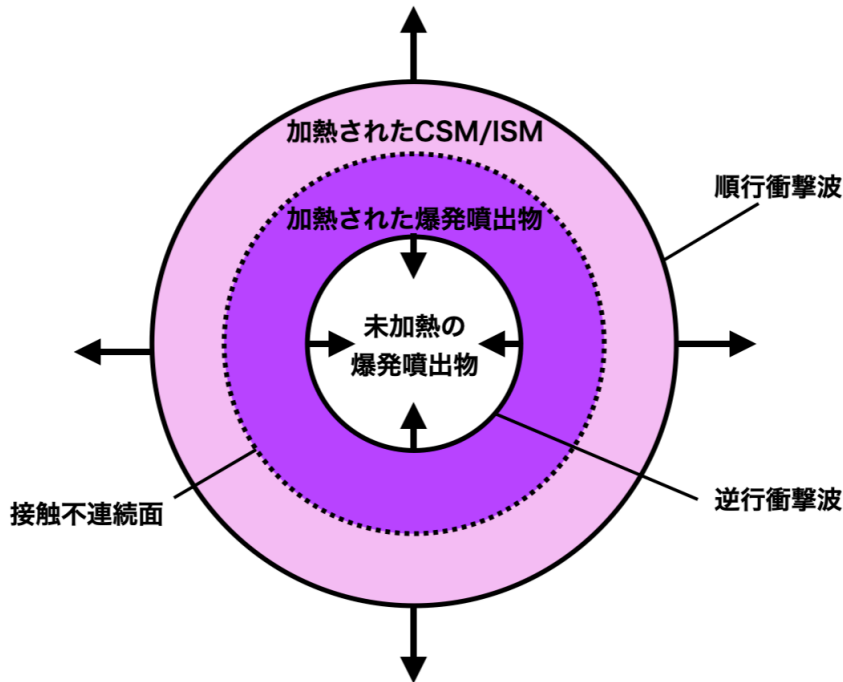 加熱されたCSM/ISM
順行衝撃波
加熱された爆発噴出物
未加熱の
爆発噴出物
接触不連続面
逆行衝撃波